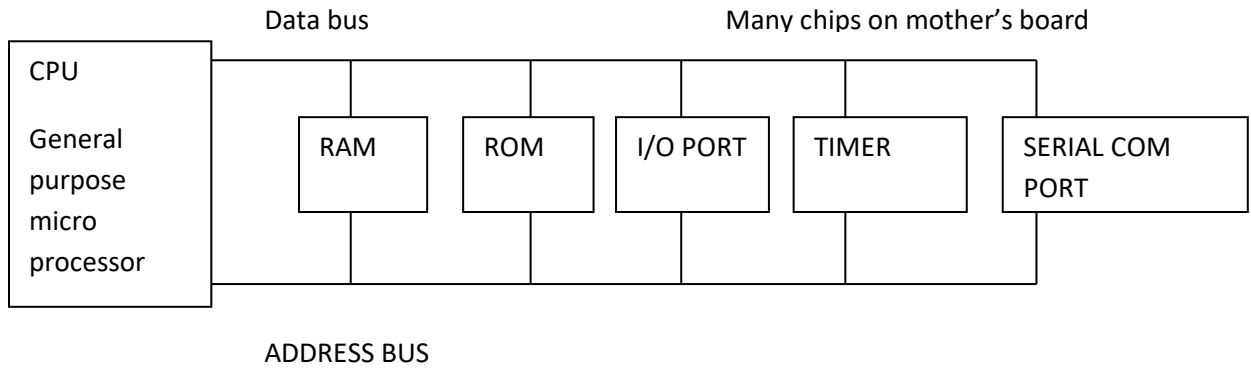 Data bus
Many chips on mother’s board
CPU
General
purpose
micro
processor
RAM
ROM
I/O PORT
TIMER
SERIAL COM
PORT
ADDRESS BUS